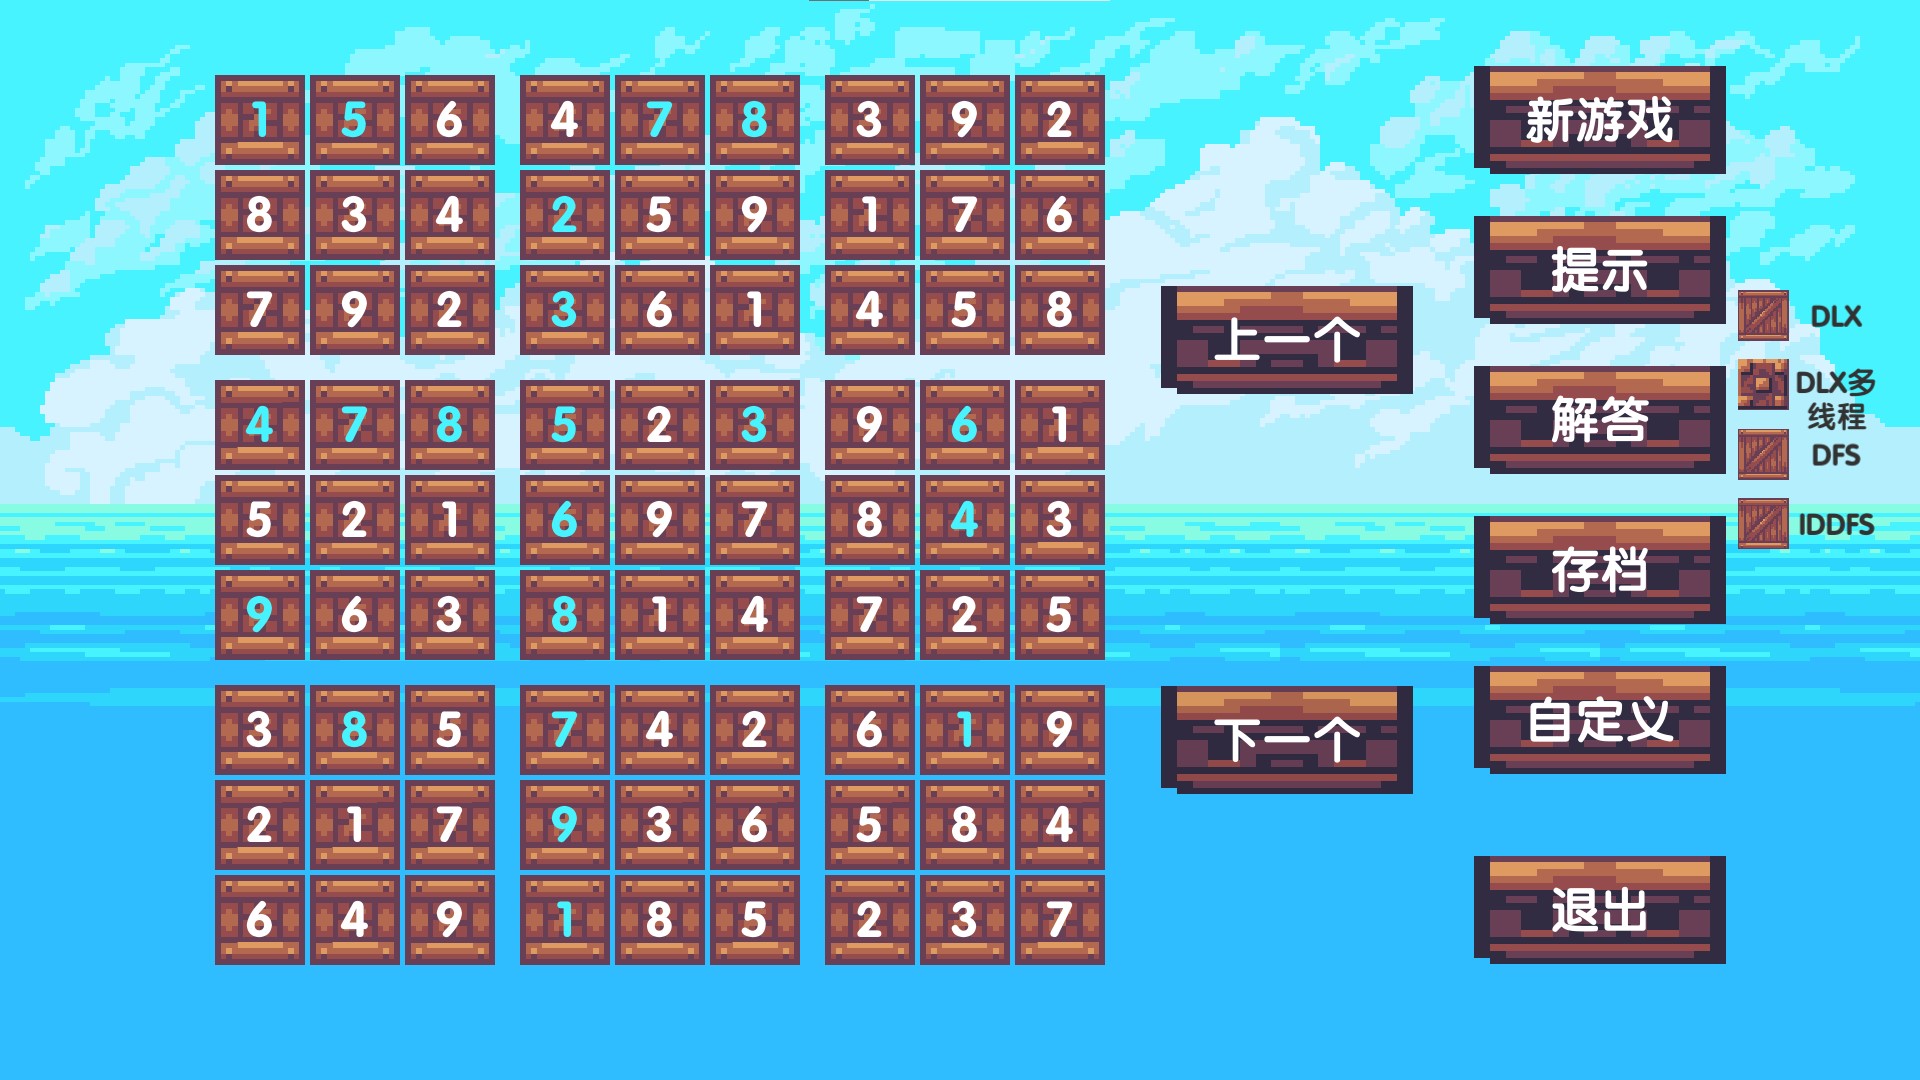 1 5 6 4 7 8 3 9 2
8 3 4 2 5 9 1 7 6
7 9 2 3 6 1 4 5 8
4 7 8 5 2 3 9 6 1
5 2 1 6 9 7 8 4 3
9 6 3 8 1 4 7 2 5
3 8 5 7 4 2 6 1 9
2 1 7 9 3 6 5 8 4
6 4 9 1 8 5 2 3 7
上一个
下一个
新游戏
提示
解答
存档
自定义
退出
DLX
DLX多
线程
DFS
IDDFS